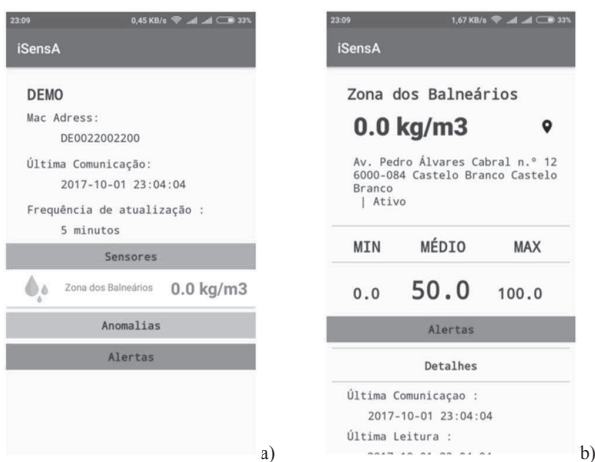 23:09 0,45 KB/s 33%
iSensA
DEMO
Mac Adress:
DE0022002200
Última Comunicação:
2017-10-01 23:04:04
Frequência de atualização :
5 minutos
Sensores
Zona dos Balneários 0.0 kg/m3
Anomalias
Alertas
a)
23:09 1,67 KB/s 33%
iSensA
Zona dos Balneários
0.0 kg/m3
Av. Pedro Álvares Cabral n.º 12
6000-084 Castelo Branco Castelo
Branco
| Ativo
MIN MÉDIO MAX
0.0 50.0 100.0
Alertas
Detalhes
Última Comunicaçao :
2017-10-01 23:04:04
Última Leitura :
b)